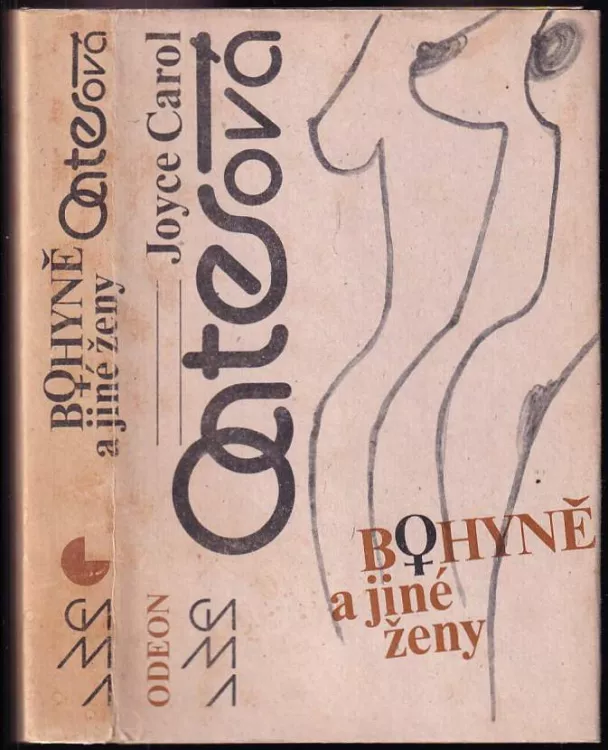 Oatesová
BOHYNĚ
a jiné ženy
Joyce Carol
Oatesová
ODEON
BOHYNĚ
a jiné
ženy